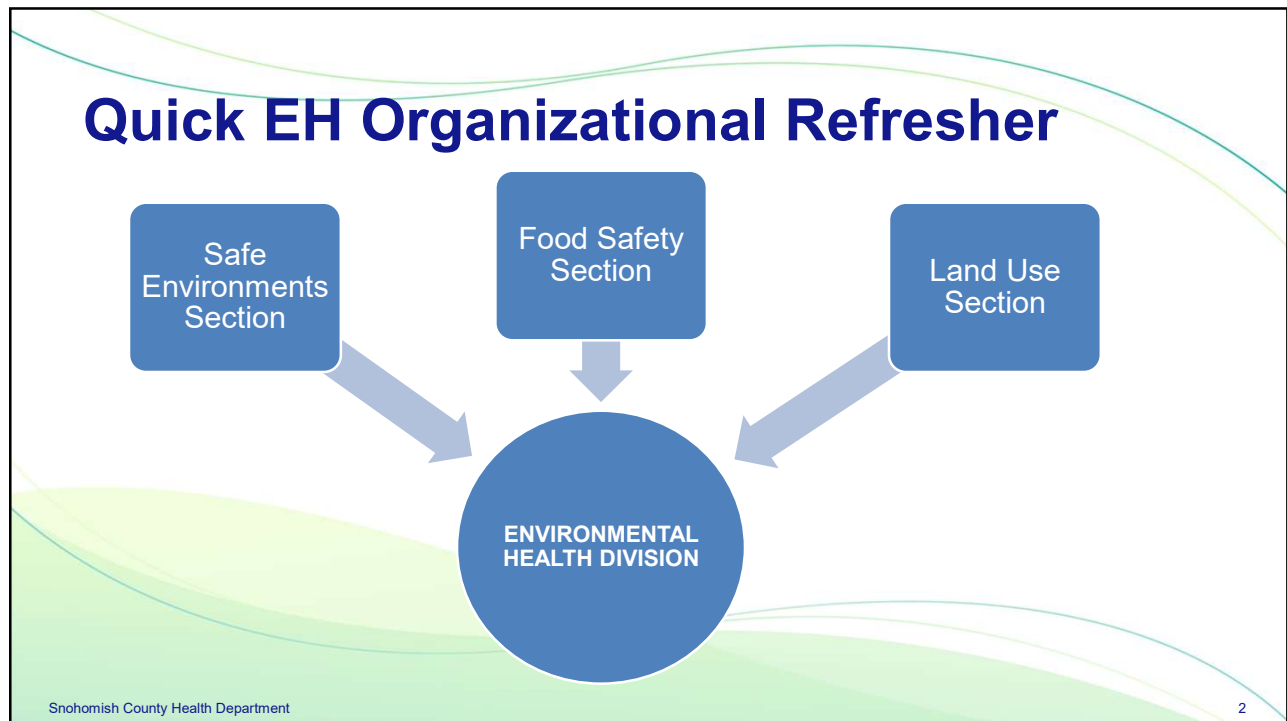 Quick EH Organizational Refresher
Safe
Environments
Section
Food Safety
Section
Land Use
Section
ENVIRONMENTAL
HEALTH DIVISION
Snohomish County Health Department
2